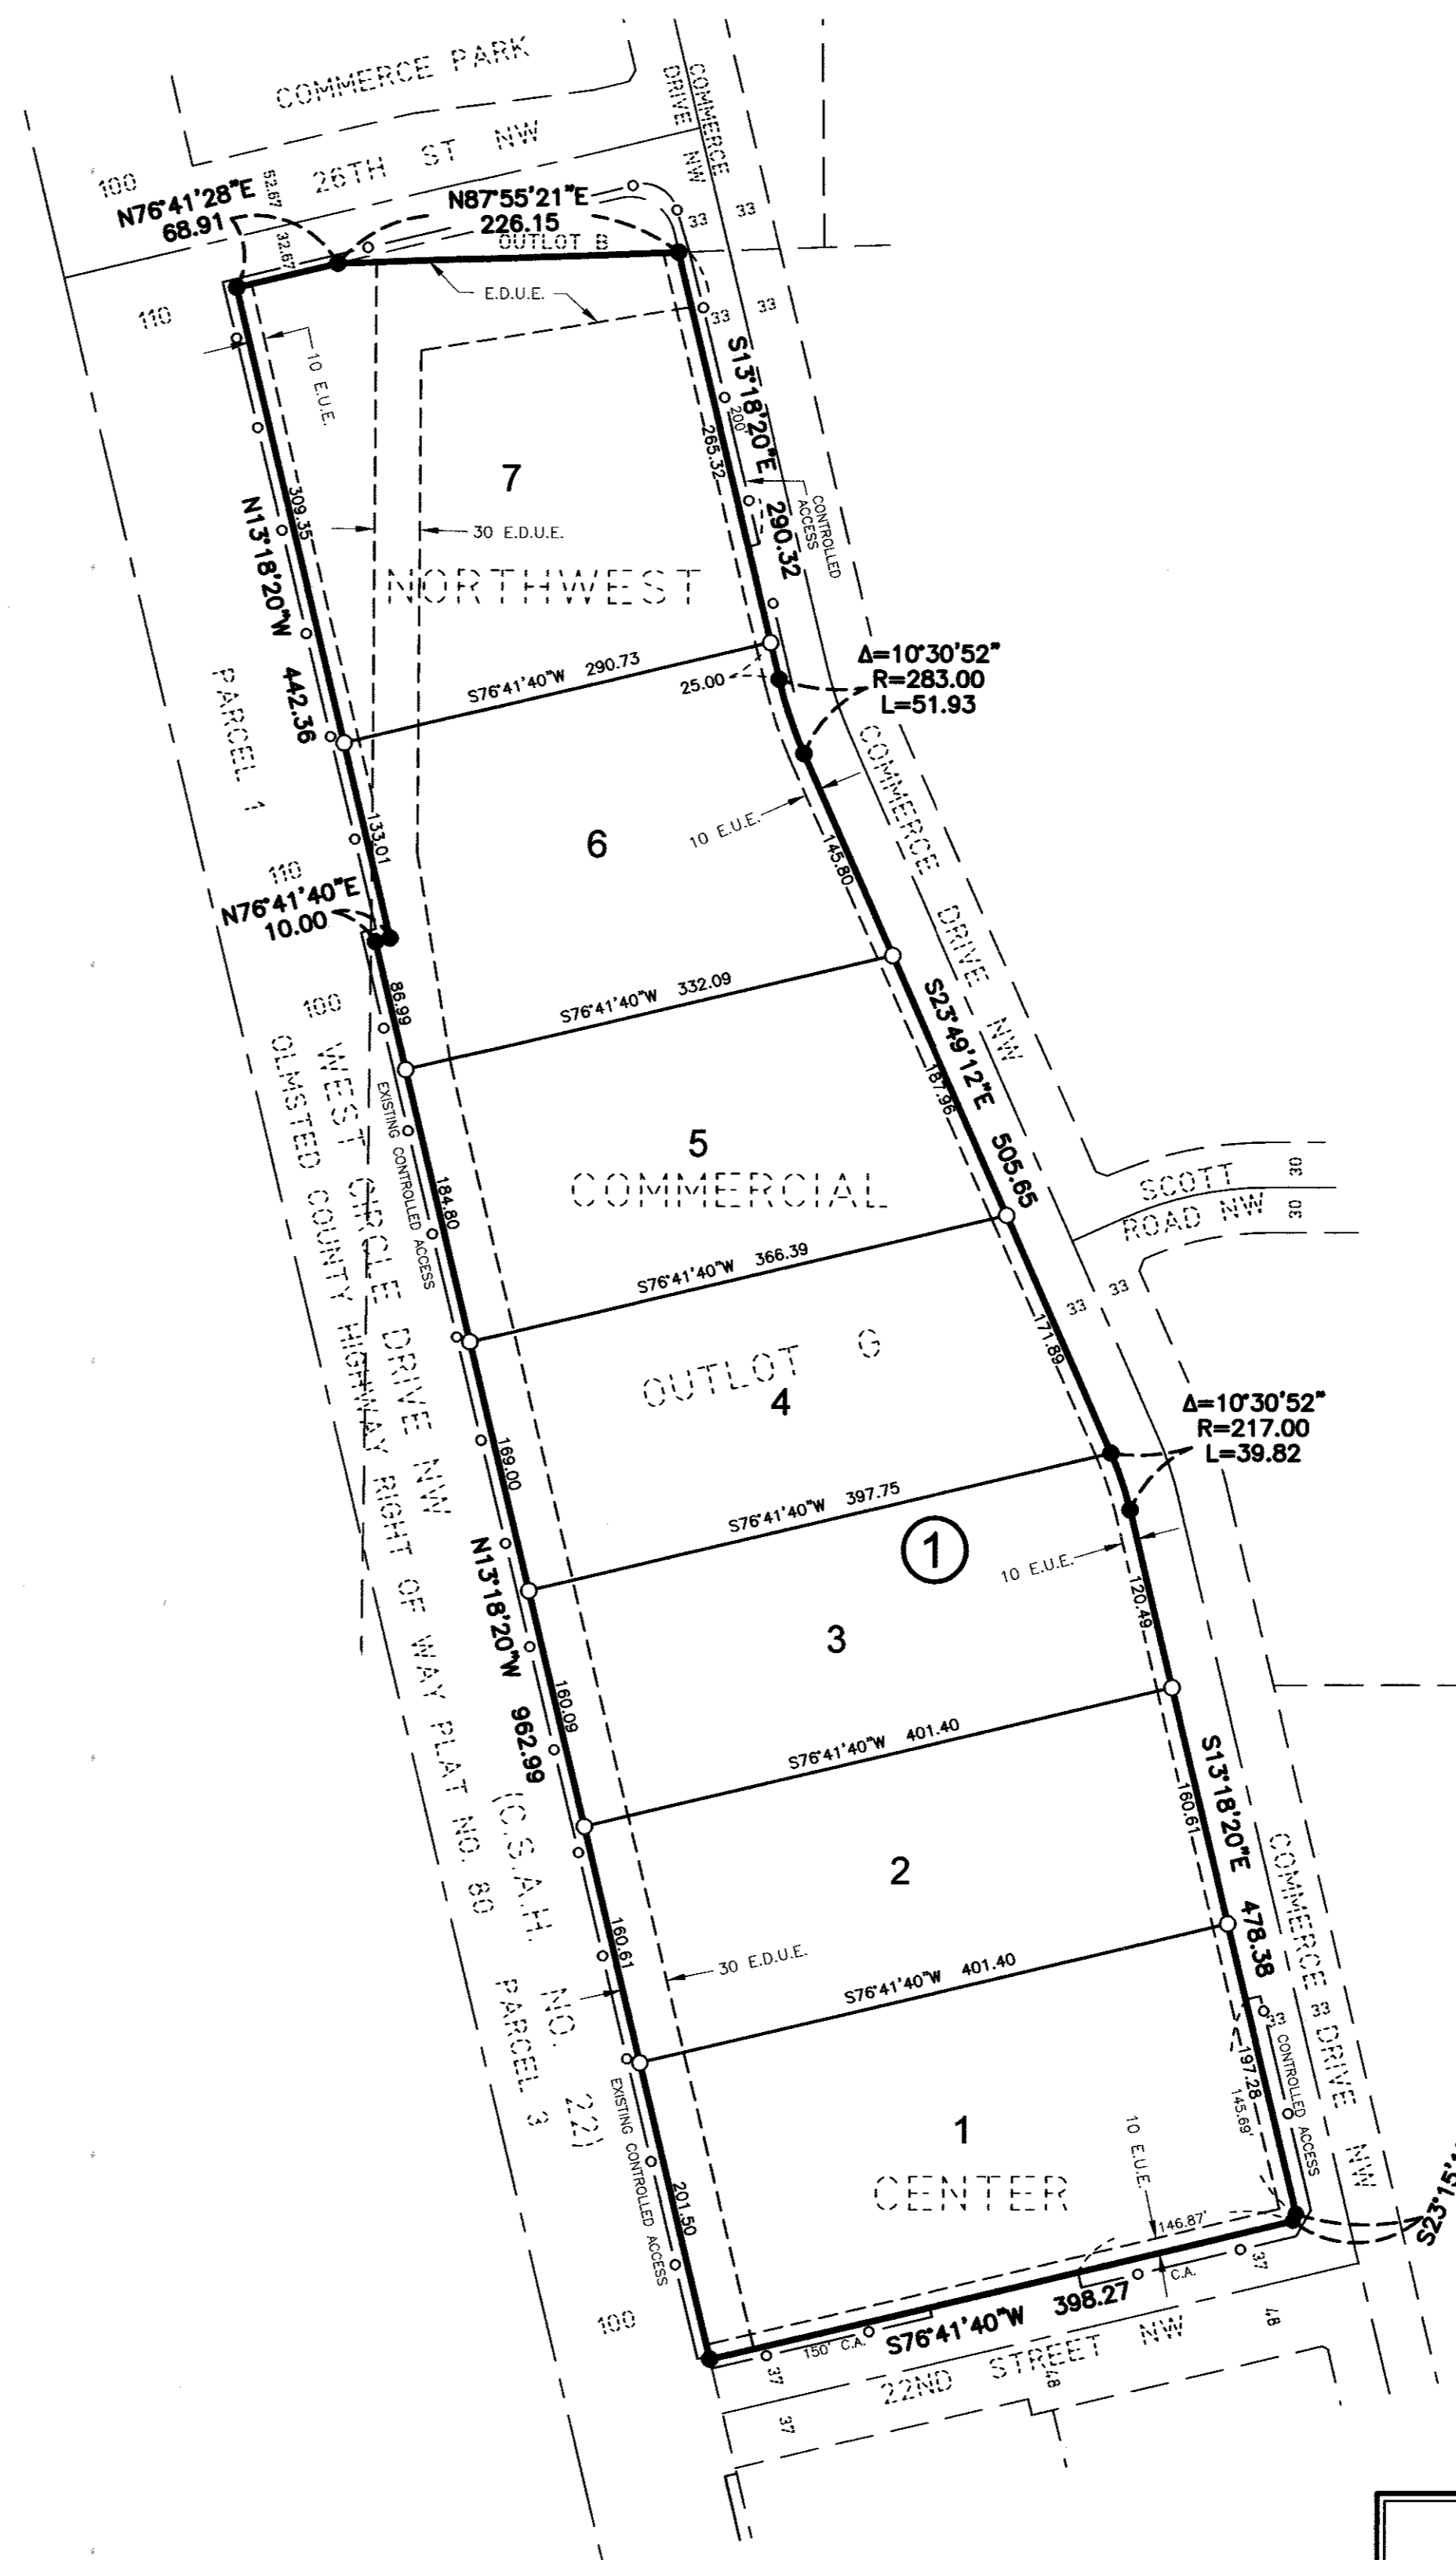 COMMERCE PARK
COMMERCE
DRIVE NW
26TH ST NW
100
52.67
32.67
N76°41'28"E
68.91
N87°55'21"E
226.15
OUTLOT B
33
33
110
E.D.U.E.
33
33
10 E.U.E.
S13°18'20"E 290.32
200'
265.32
CONTROLLED
ACCESS
7
309.35
N13°18'20"W 442.36
30 E.D.U.E.
NORTHWEST
S76°41'40"W 290.73
25.00
Δ=10°30'52"
R=283.00
L=51.93
PARCEL 1
COMMERCE DRIVE NW
10 E.U.E.
6
133.01
145.80
110
N76°41'40"E
10.00
86.99
S76°41'40"W 332.09
S23°49'12"E 505.65
187.96
100
WEST CIRCLE DRIVE NW
OLMSTED COUNTY HIGHWAY RIGHT OF WAY PLAT NO. 80
EXISTING CONTROLLED ACCESS
184.80
5
COMMERCIAL
SCOTT
ROAD NW
30
30
S76°41'40"W 366.39
33
33
OUTLOT G
4
171.89
169.00
Δ=10°30'52"
R=217.00
L=39.82
S76°41'40"W 397.75
1
10 E.U.E.
120.49
N13°18'20"W 962.99
3
160.09
S76°41'40"W 401.40
S13°18'20"E 478.38
160.61
(C.S.A.H. NO. 22)
2
COMMERCE DRIVE NW
160.61
30 E.D.U.E.
S76°41'40"W 401.40
PARCEL 3
33
33
197.28
145.69'
CONTROLLED ACCESS
EXISTING CONTROLLED ACCESS
1
CENTER
10 E.U.E.
201.50
146.87'
S23°15'
37
C.A.
100
S76°41'40"W 398.27
150' C.A.
48
37
22ND STREET NW
48
37